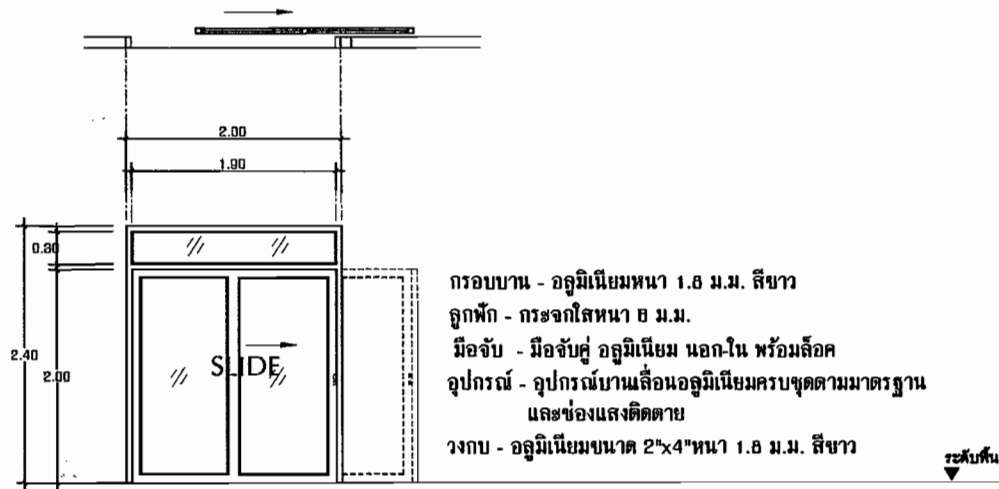 2.00
1.90
0.30
2.40
2.00
SLIDE
กรอบบาน - อลูมิเนียมหนา 1.8 ม.ม. สีขาว
ลูกฟัก - กระจกใสหนา 8 ม.ม.
มือจับ - มือจับคู่ อลูมิเนียม นอก-ใน พร้อมล็อค
อุปกรณ์ - อุปกรณ์บานเลื่อนอลูมิเนียมครบชุดตามมาตรฐาน
และช่องแสงติดตาย
วงกบ - อลูมิเนียมขนาด 2"x4"หนา 1.8 ม.ม. สีขาว
ระดับพื้น